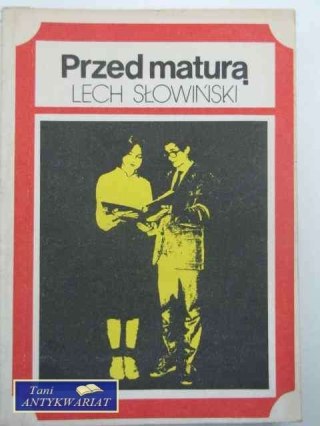 Przed maturą
LECH SŁOWIŃSKI
Tani
ANTYKWARIAT